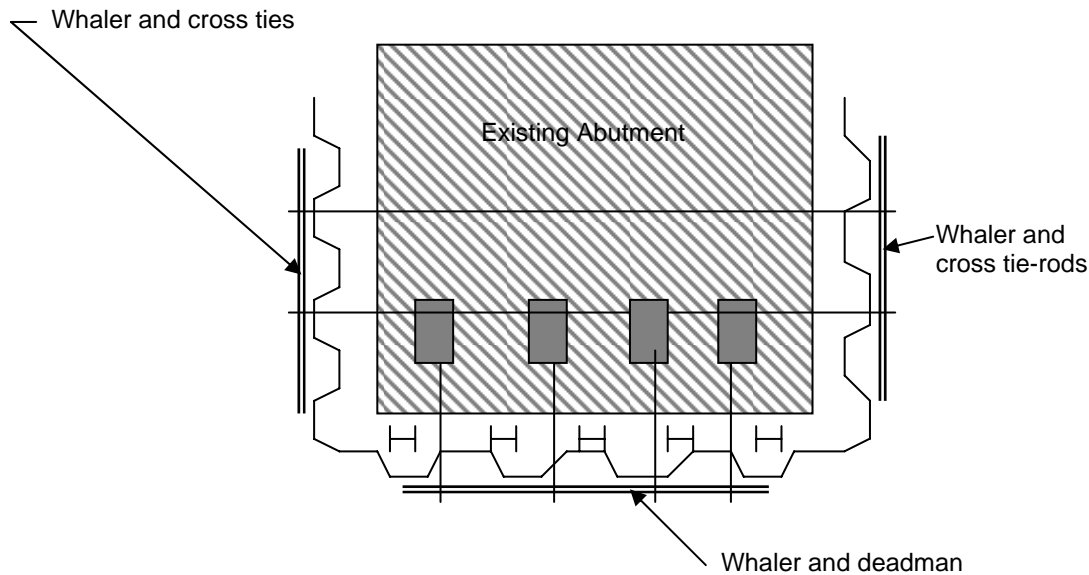 Whaler and cross ties
Existing Abutment
Whaler and
cross tie-rods
Whaler and deadman